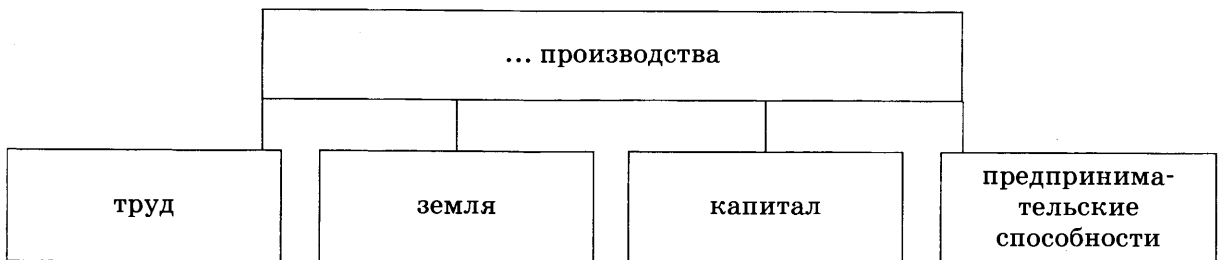 ... производства
труд
земля
капитал
предпринима-
тельские
способности